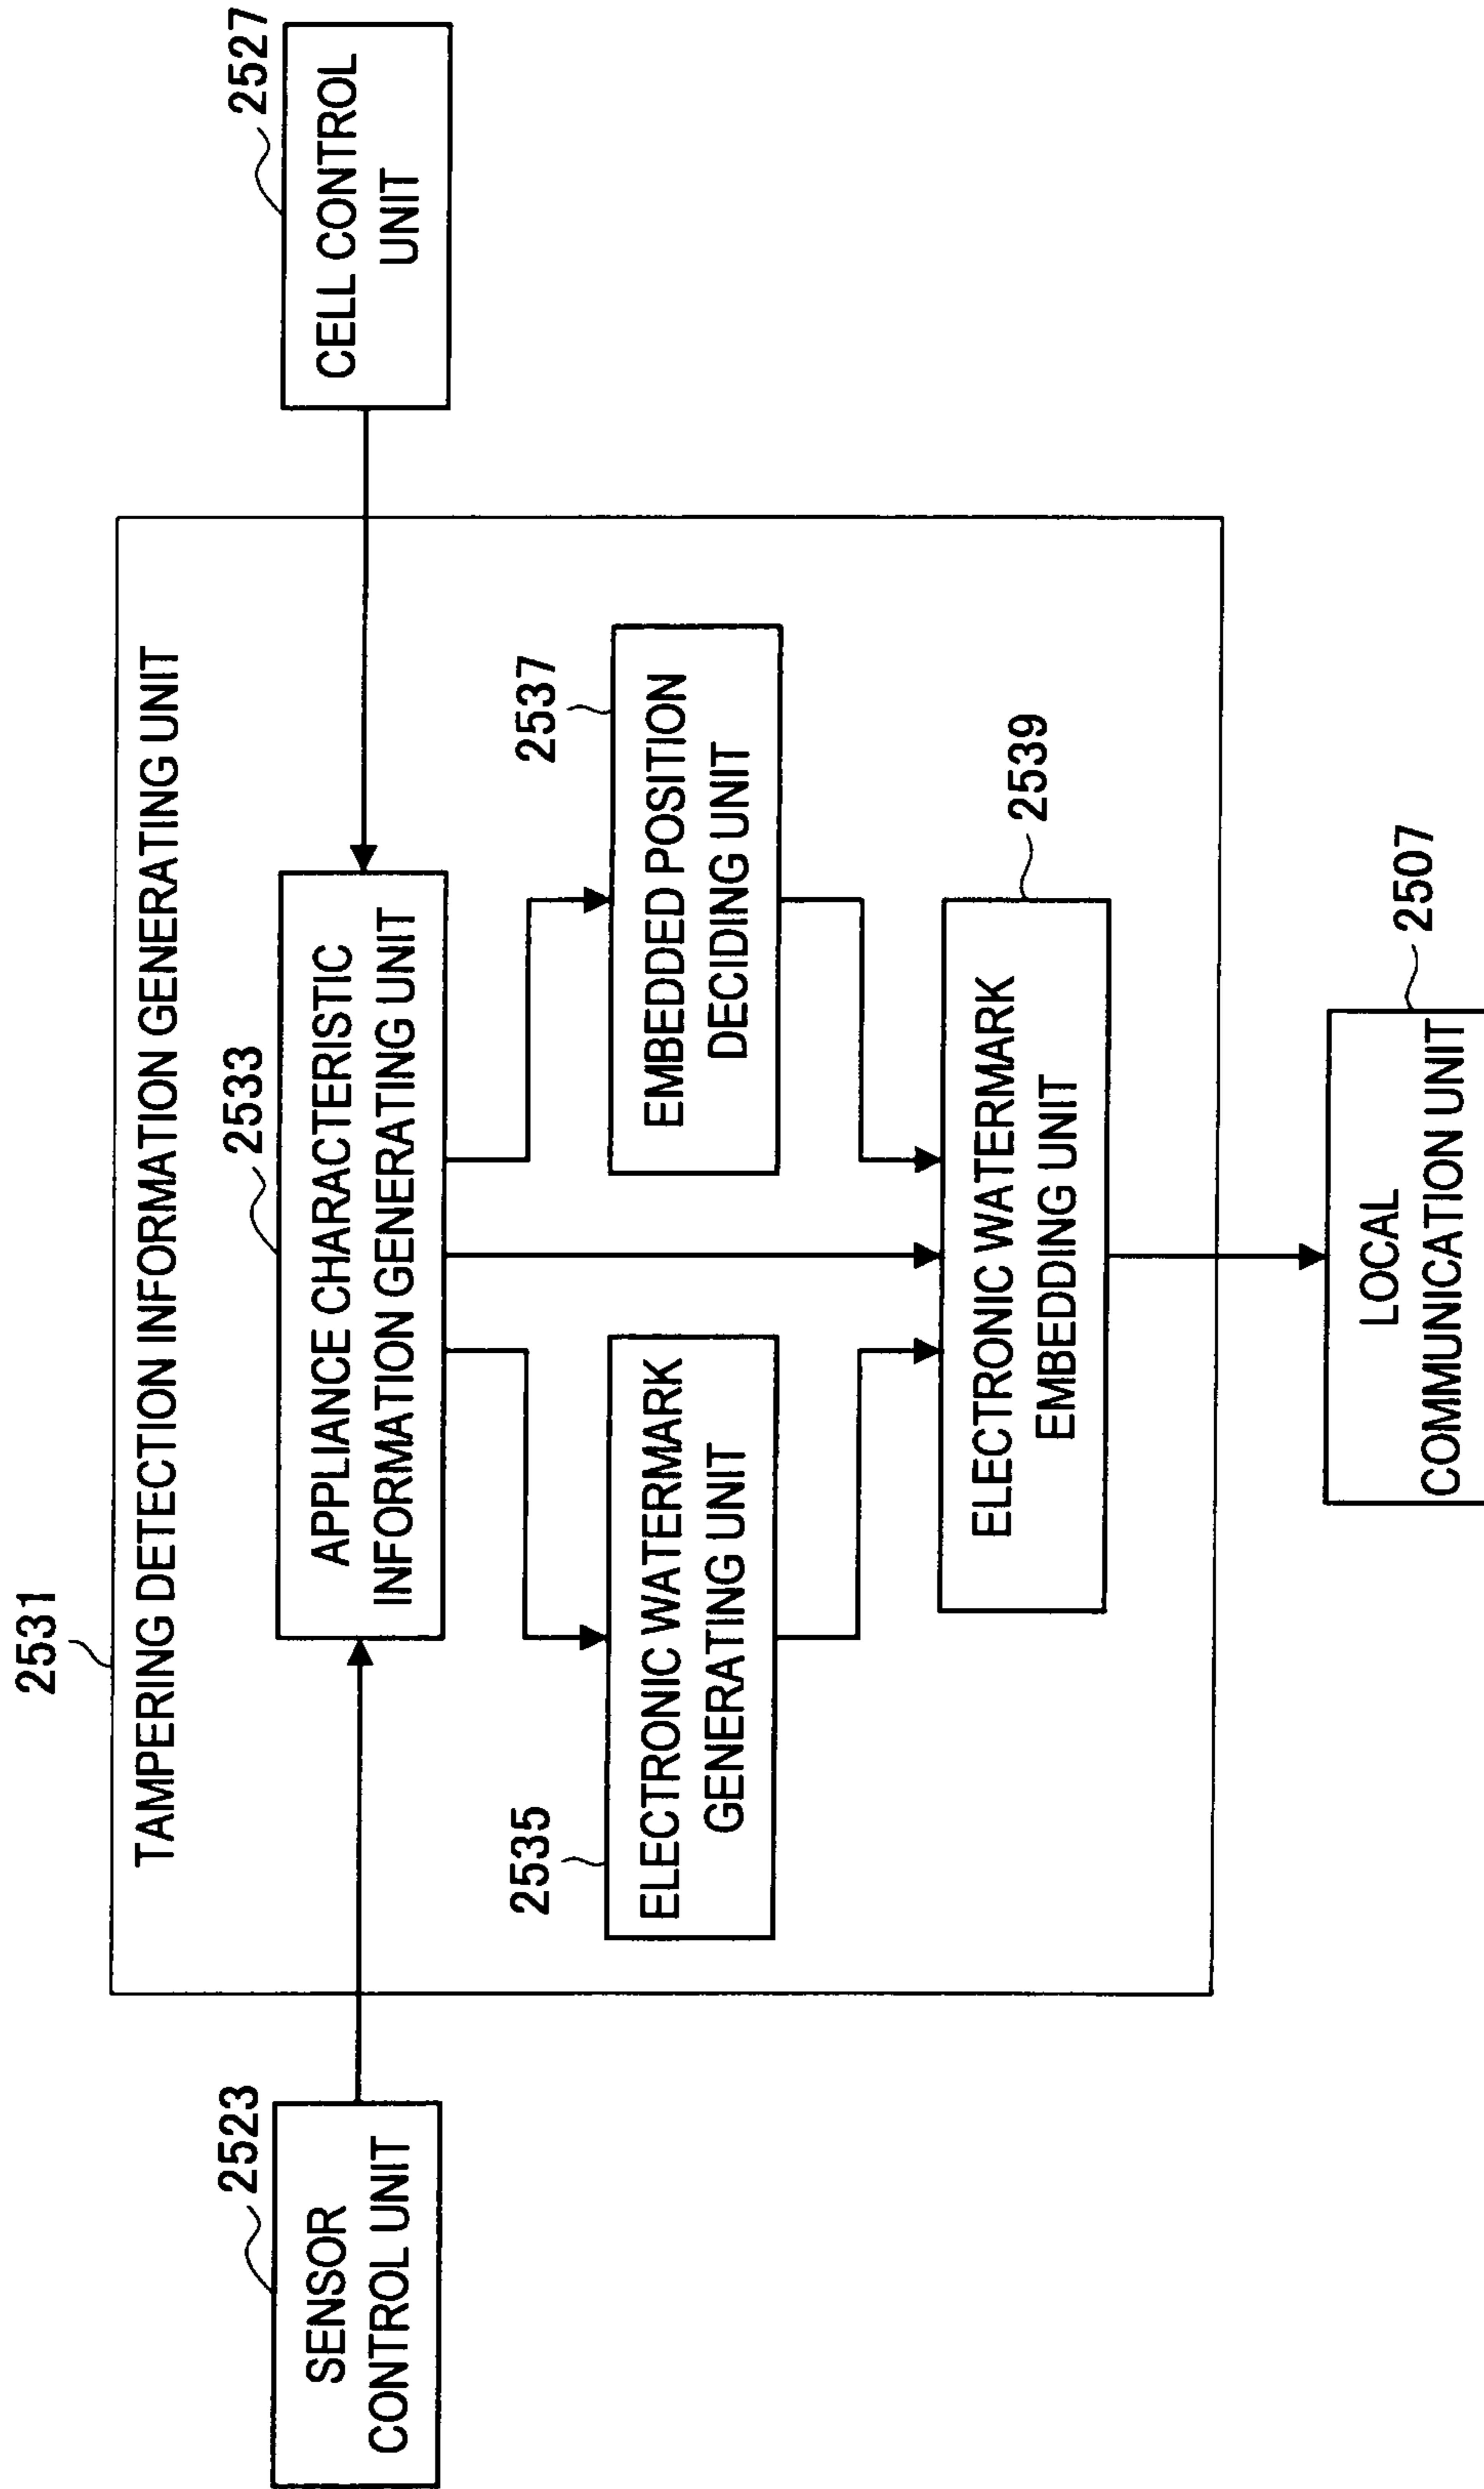 2531
TAMPERING DETECTION INFORMATION GENERATING UNIT
2523
SENSOR
CONTROL UNIT
2533
APPLIANCE CHARACTERISTIC
INFORMATION GENERATING UNIT
2527
CELL CONTROL
UNIT
2535
ELECTRONIC WATERMARK
GENERATING UNIT
2537
EMBEDDED POSITION
DECIDING UNIT
2539
ELECTRONIC WATERMARK
EMBEDDING UNIT
2507
LOCAL
COMMUNICATION UNIT